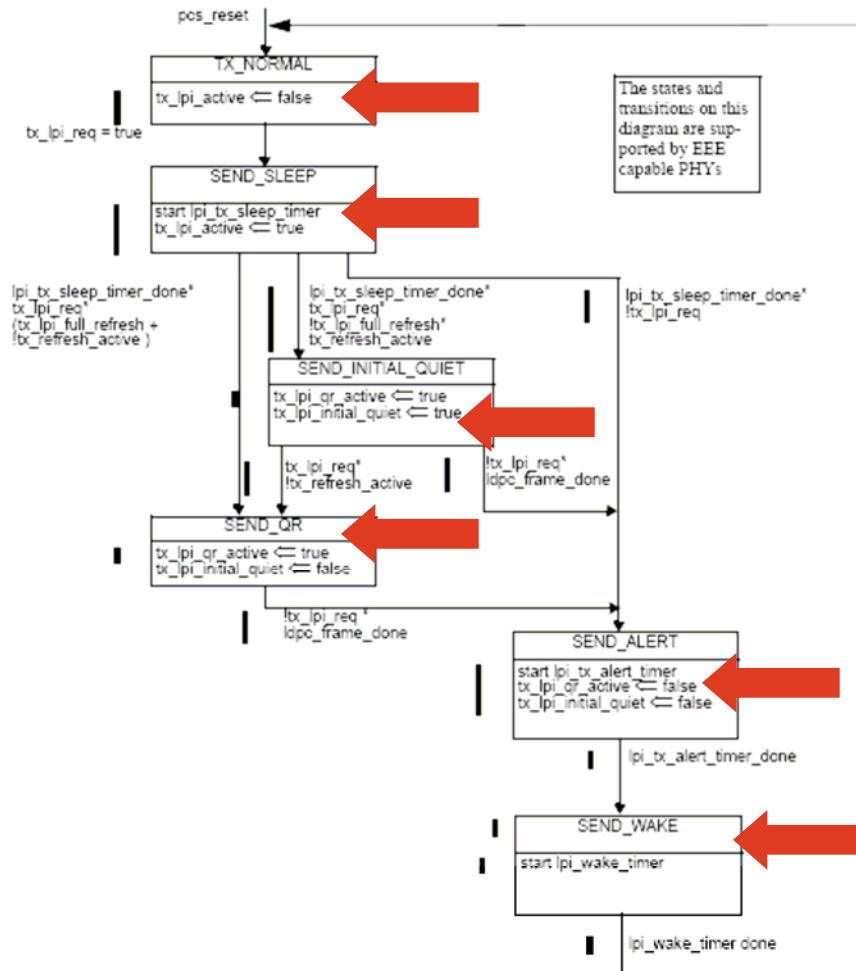 pcs_reset
TX_NORMAL
tx_lpi_active ⇐ false
The states and
transitions on this
diagram are sup-
ported by EEE
capable PHYs
tx_lpi_req = true
SEND_SLEEP
start lpi_tx_sleep_timer
tx_lpi_active ⇐ true
lpi_tx_sleep_timer_done*
tx_lpi_req*
(tx_lpi_full_refresh +
!tx_refresh_active )
lpi_tx_sleep_timer_done*
tx_lpi_req*
!tx_lpi_full_refresh*
tx_refresh_active
lpi_tx_sleep_timer_done*
!tx_lpi_req
SEND_INITIAL_QUIET
tx_lpi_qr_active ⇐ true
tx_lpi_initial_quiet ⇐ true
tx_lpi_req*
!tx_refresh_active
!tx_lpi_req*
ldpc_frame_done
SEND_QR
tx_lpi_qr_active ⇐ true
tx_lpi_initial_quiet ⇐ false
!tx_lpi_req *
ldpc_frame_done
SEND_ALERT
start lpi_tx_alert_timer
tx_lpi_qr_active ⇐ false
tx_lpi_initial_quiet ⇐ false
lpi_tx_alert_timer_done
SEND_WAKE
start lpi_wake_timer
lpi_wake_timer done